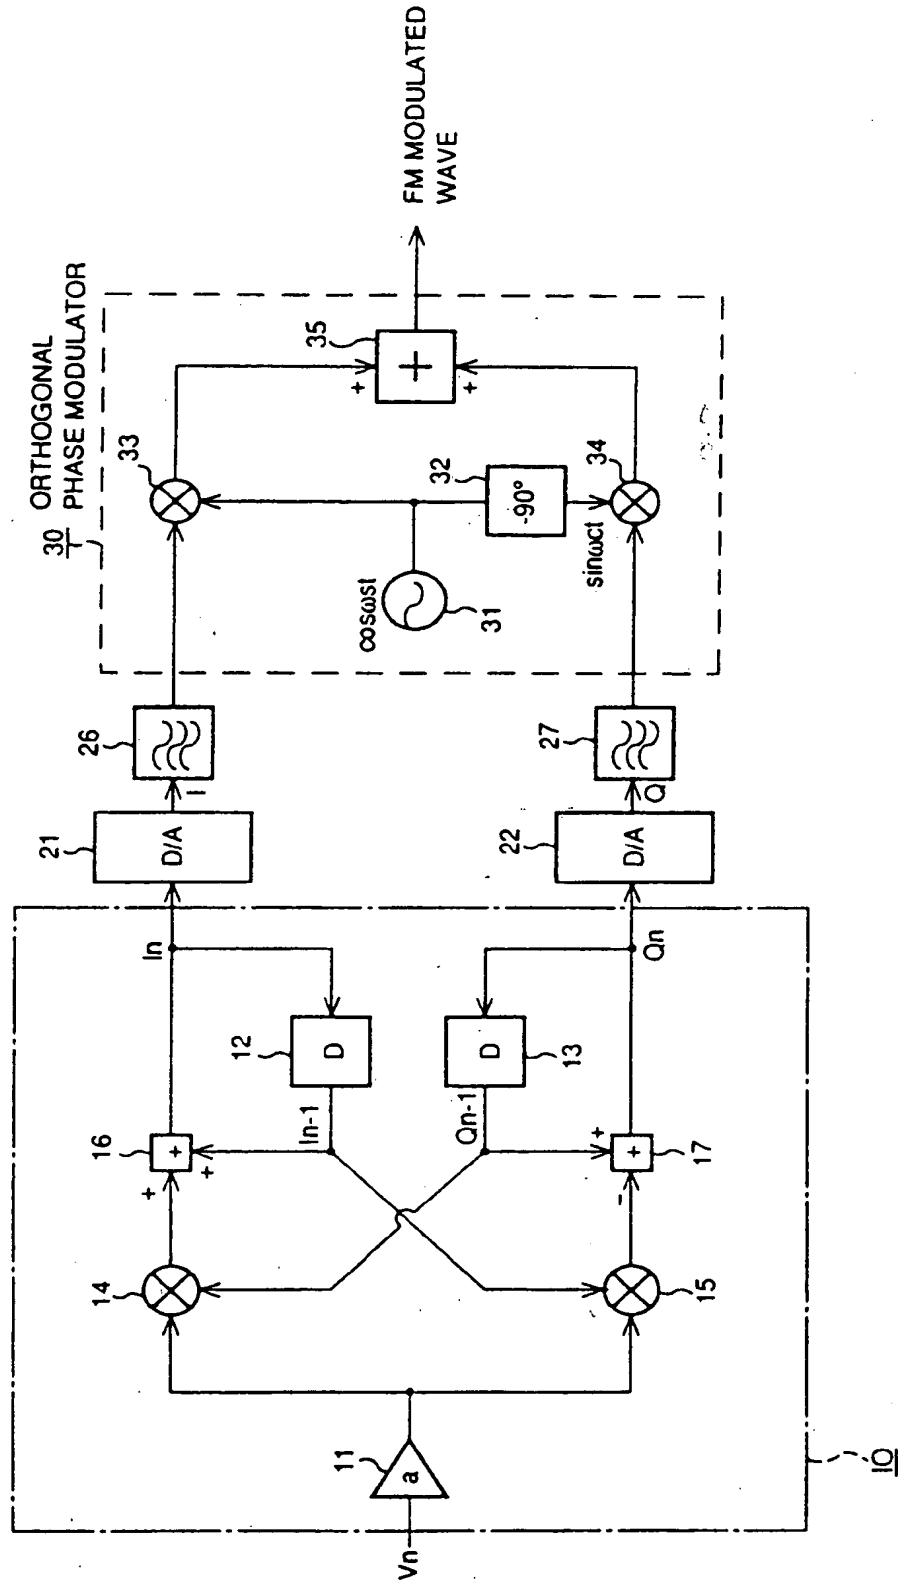 30
ORTHOGONAL
PHASE MODULATOR
Vn
11
a
14
15
16
+
+
+
17
+
-
+
12
D
In-1
13
D
Qn-1
In
Qn
10
21
D/A
I
22
D/A
Q
26
27
33
cosωst
31
32
-90°
sinωct
34
35
+
+
+
FM MODULATED
WAVE